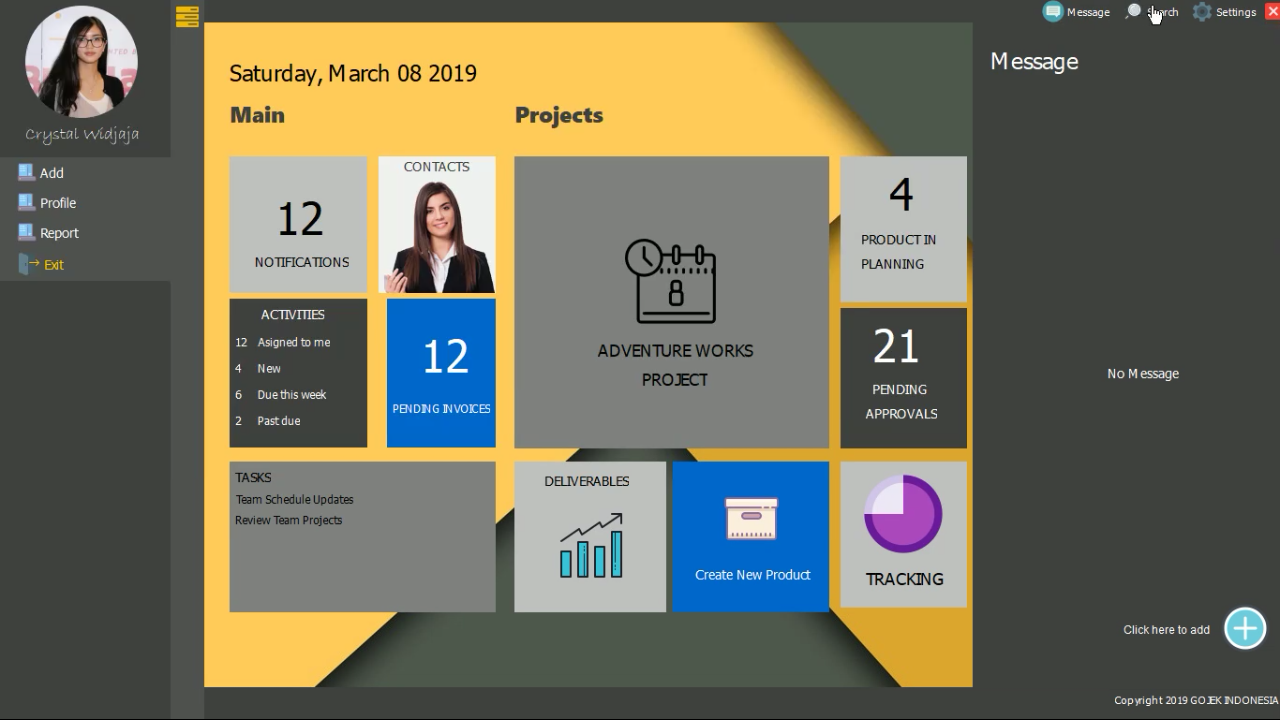 Message
Search
Settings
Crystal Widjaja
Add
Profile
Report
Exit
Saturday, March 08 2019
Main
Projects
12
NOTIFICATIONS
CONTACTS
ACTIVITIES
12 Asigned to me
4 New
6 Due this week
2 Past due
12
PENDING INVOICES
TASKS
Team Schedule Updates
Review Team Projects
8
ADVENTURE WORKS
PROJECT
4
PRODUCT IN
PLANNING
21
PENDING
APPROVALS
DELIVERABLES
Create New Product
TRACKING
Message
No Message
Click here to add
Copyright 2019 GOJEK INDONESIA